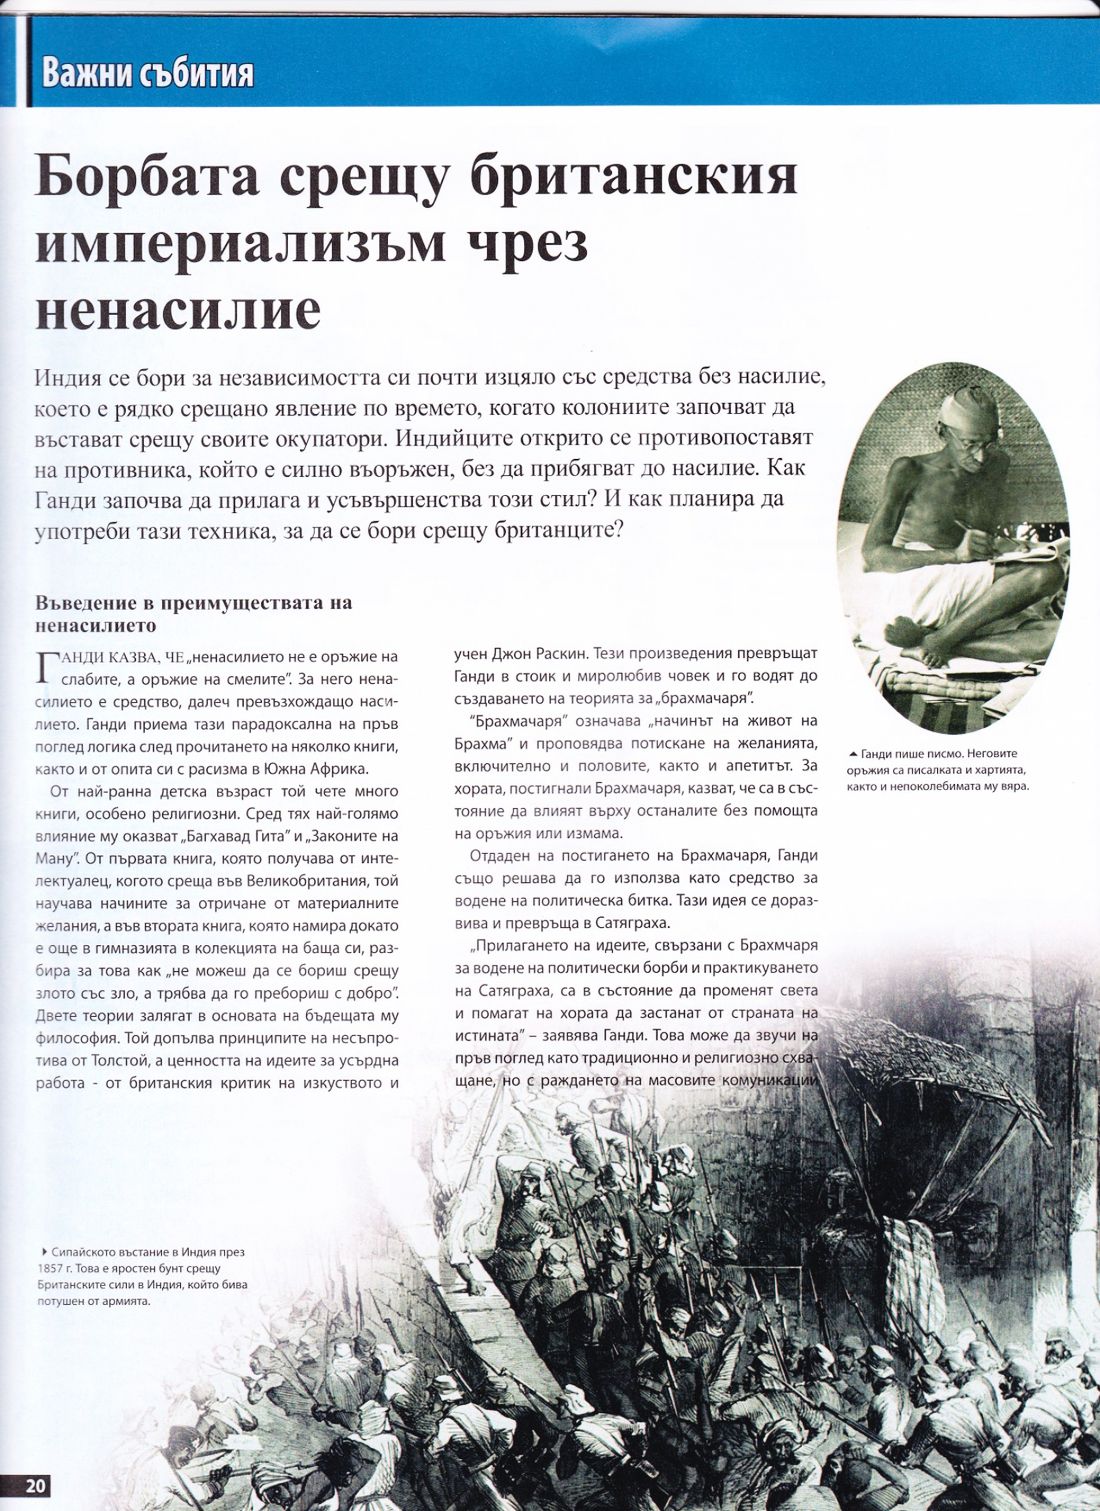 Важни събития
Борбата срещу британския
империализъм чрез
ненасилие
Индия се бори за независимостта си почти изцяло със средства без насилие,
което е рядко срещано явление по времето, когато колониите започват да
въстават срещу своите окупатори. Индийците открито се противопоставят
на противника, който е силно въоръжен, без да прибягват до насилие. Как
Ганди започва да прилага и усъвършенства този стил? И как планира да
употреби тази техника, за да се бори срещу британците?
Въведение в преимуществата на
ненасилието
ГАНДИ КАЗВА, ЧЕ „ненасилието не е оръжие на
слабите, а оръжие на смелите”. За него нена-
силието е средство, далеч превъзхождащо наси-
лието. Ганди приема тази парадоксална на пръв
поглед логика след прочитането на няколко книги,
както и от опита си с расизма в Южна Африка.
От най-ранна детска възраст той чете много
книги, особено религиозни. Сред тях най-голямо
влияние му оказват „Багхавад Гита” и „Законите на
Ману”. От първата книга, която получава от инте-
лектуалец, когото среща във Великобритания, той
научава начините за отричане от материалните
желания, а във втората книга, която намира докато
е още в гимназията в колекцията на баща си, раз-
бира за това как „не можеш да се бориш срещу
злото със зло, а трябва да го пребориш с добро”.
Двете теории залягат в основата на бъдещата му
философия. Той допълва принципите на несъпро-
тива от Толстой, а ценността на идеите за усърдна
работа - от британския критик на изкуството и
учен Джон Раскин. Тези произведения превръщат
Ганди в стоик и миролюбив човек и го водят до
създаването на теорията за „брахмачаря”.
“Брахмачаря” означава „начинът на живот на
Брахма” и проповядва потискане на желанията,
включително и половите, както и апетитът. За
хората, постигнали Брахмачаря, казват, че са в със-
тояние да влияят върху останалите без помощта
на оръжия или измама.
Отдаден на постигането на Брахмачаря, Ганди
също решава да го използва като средство за
водене на политическа битка. Тази идея се дораз-
вива и превръща в Сатяграха.
„Прилагането на идеите, свързани с Брахмчаря
за водене на политически борби и практикуването
на Сатяграха, са в състояние да променят света
и помагат на хората да застанат от страната на
истината” – заявява Ганди. Това може да звучи на
пръв поглед като традиционно и религиозно схва-
щане, но с раждането на масовите комуникации
Ганди пише писмо. Неговите
оръжия са писалката и хартията,
както и непоколебимата му вяра.
Сипайското въстание в Индия през
1857 г. Това е яростен бунт срещу
Британските сили в Индия, който бива
потушен от армията.
20